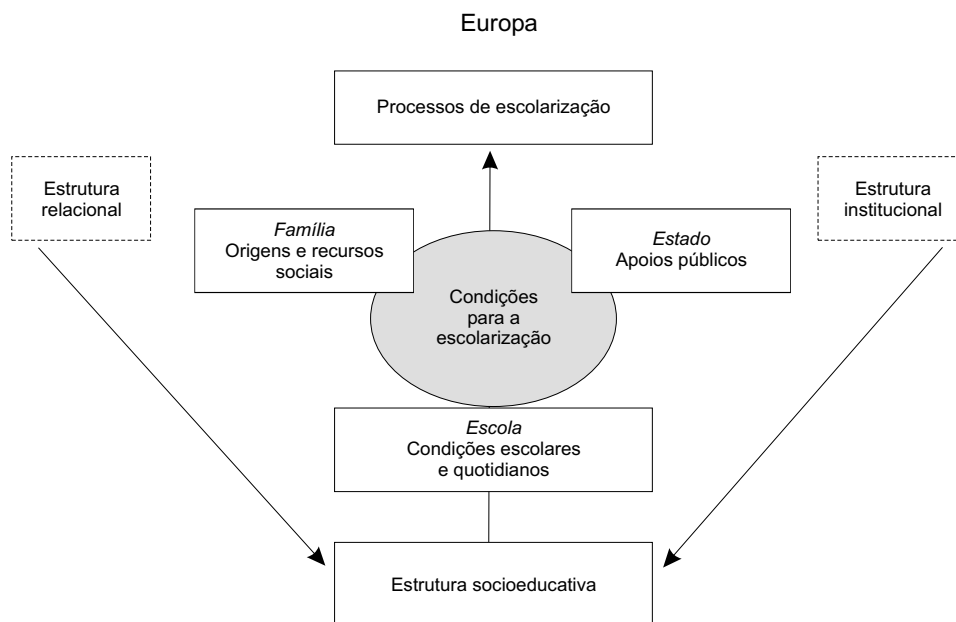 Europa
Processos de escolarização
Estrutura
relacional
Estrutura
institucional
Família
Origens e recursos
sociais
Estado
Apoios públicos
Condições
para a
escolarização
Escola
Condições escolares
e quotidianos
Estrutura socioeducativa